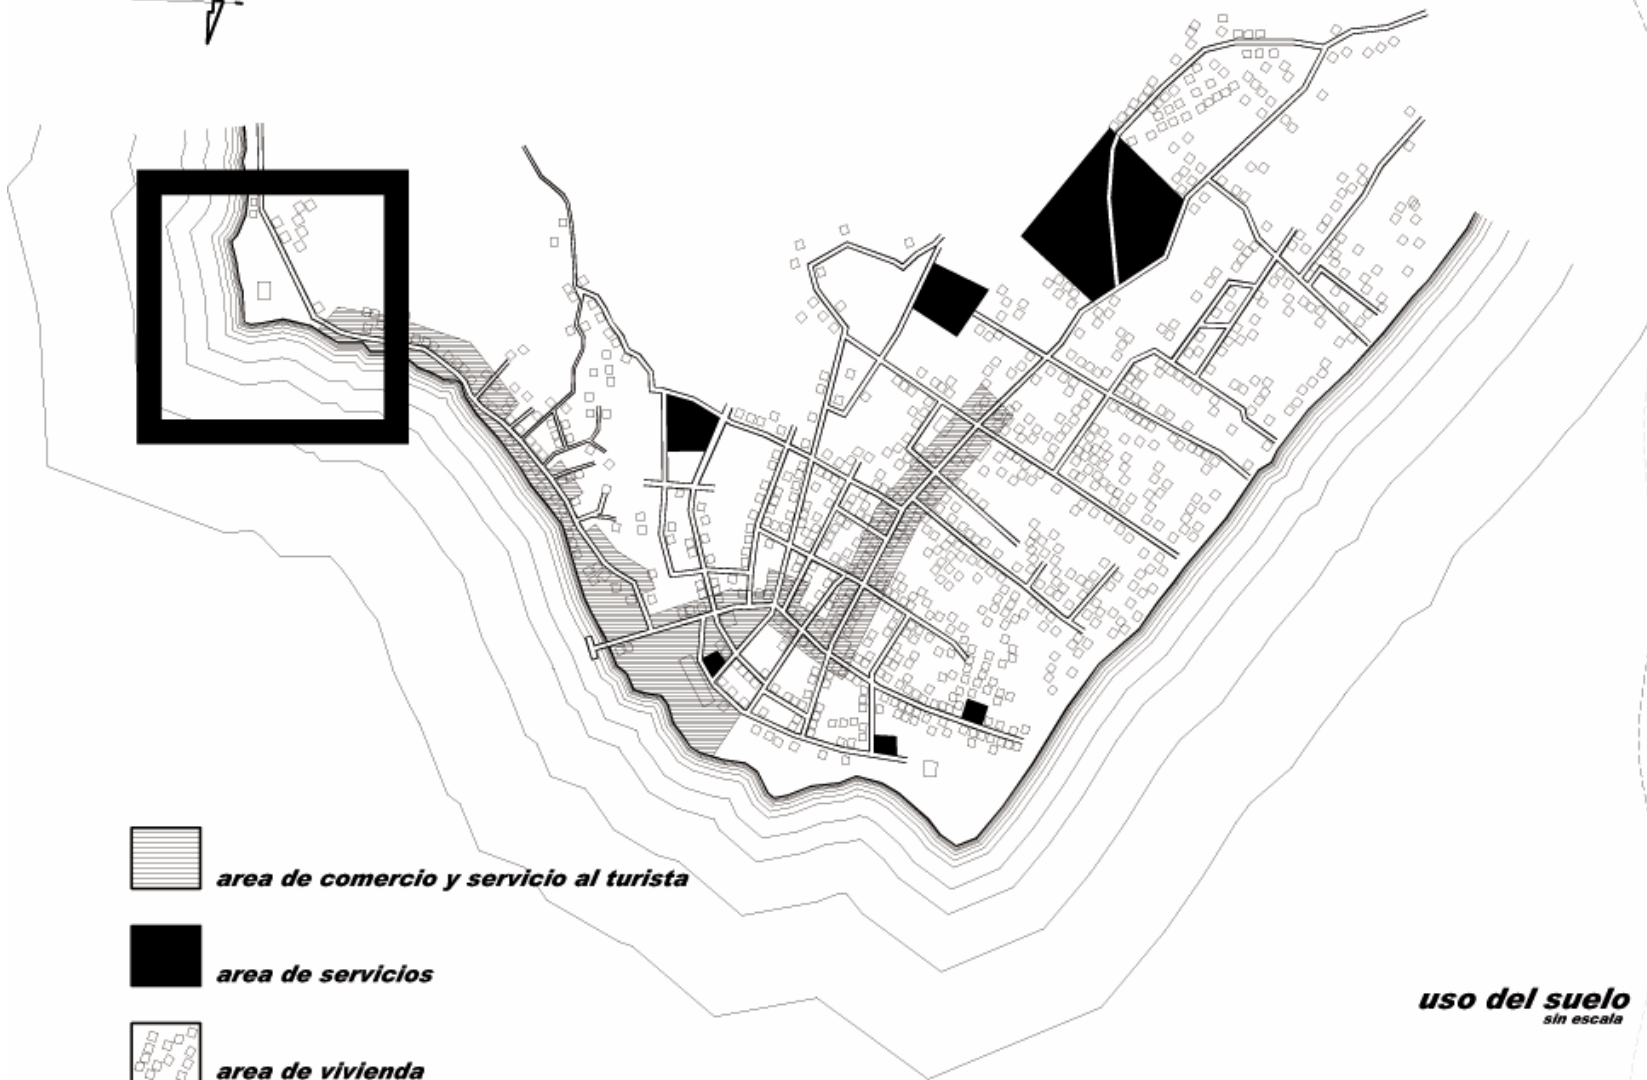 area de comercio y servicio al turista
area de servicios
uso del suelo
sin escala
area de vivienda